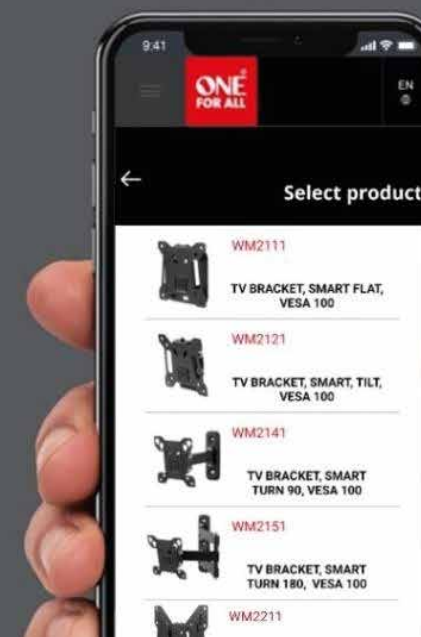 9:41
ONE
FOR ALL
EN
Select product
WM2111
TV BRACKET, SMART FLAT,
VESA 100
WM2121
TV BRACKET, SMART, TILT,
VESA 100
WM2141
TV BRACKET, SMART
TURN 90, VESA 100
WM2151
TV BRACKET, SMART
TURN 180, VESA 100
WM2211